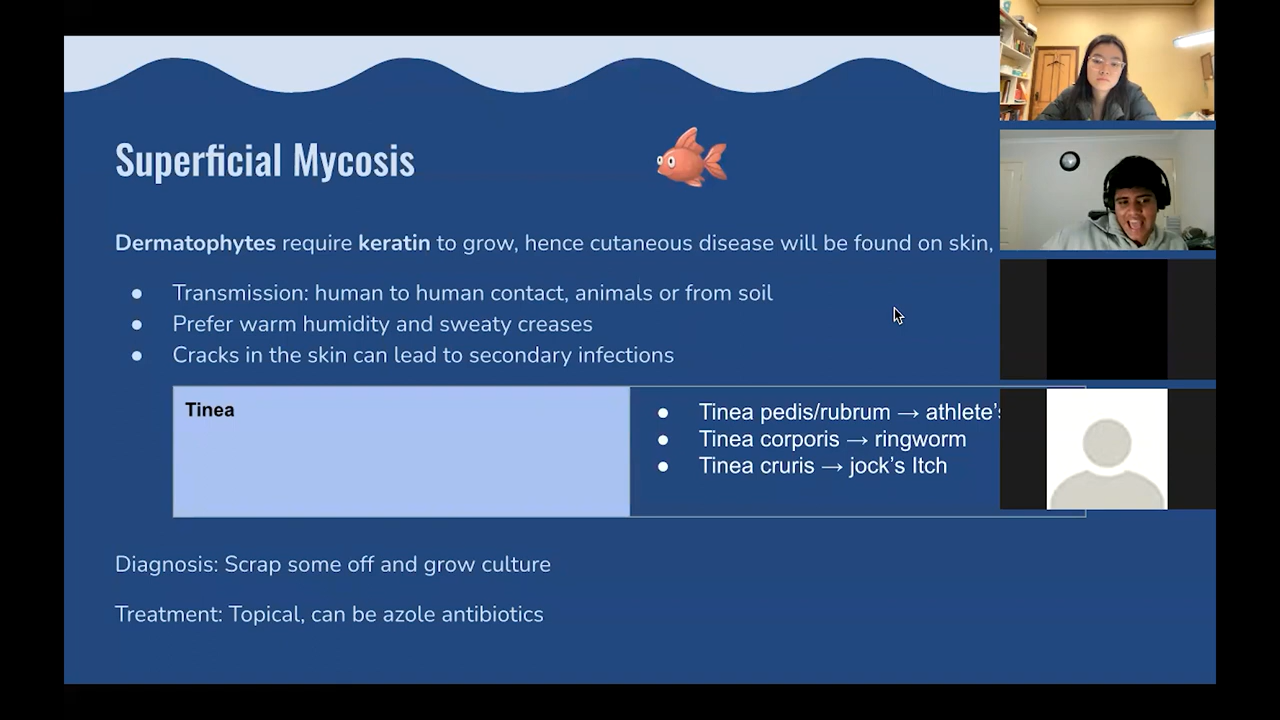 Superficial Mycosis
Dermatophytes require keratin to grow, hence cutaneous disease will be found on skin,
Transmission: human to human contact, animals or from soil
Prefer warm humidity and sweaty creases
Cracks in the skin can lead to secondary infections
Tinea
Tinea pedis/rubrum → athlete's
Tinea corporis → ringworm
Tinea cruris → jock's Itch
Diagnosis: Scrap some off and grow culture
Treatment: Topical, can be azole antibiotics